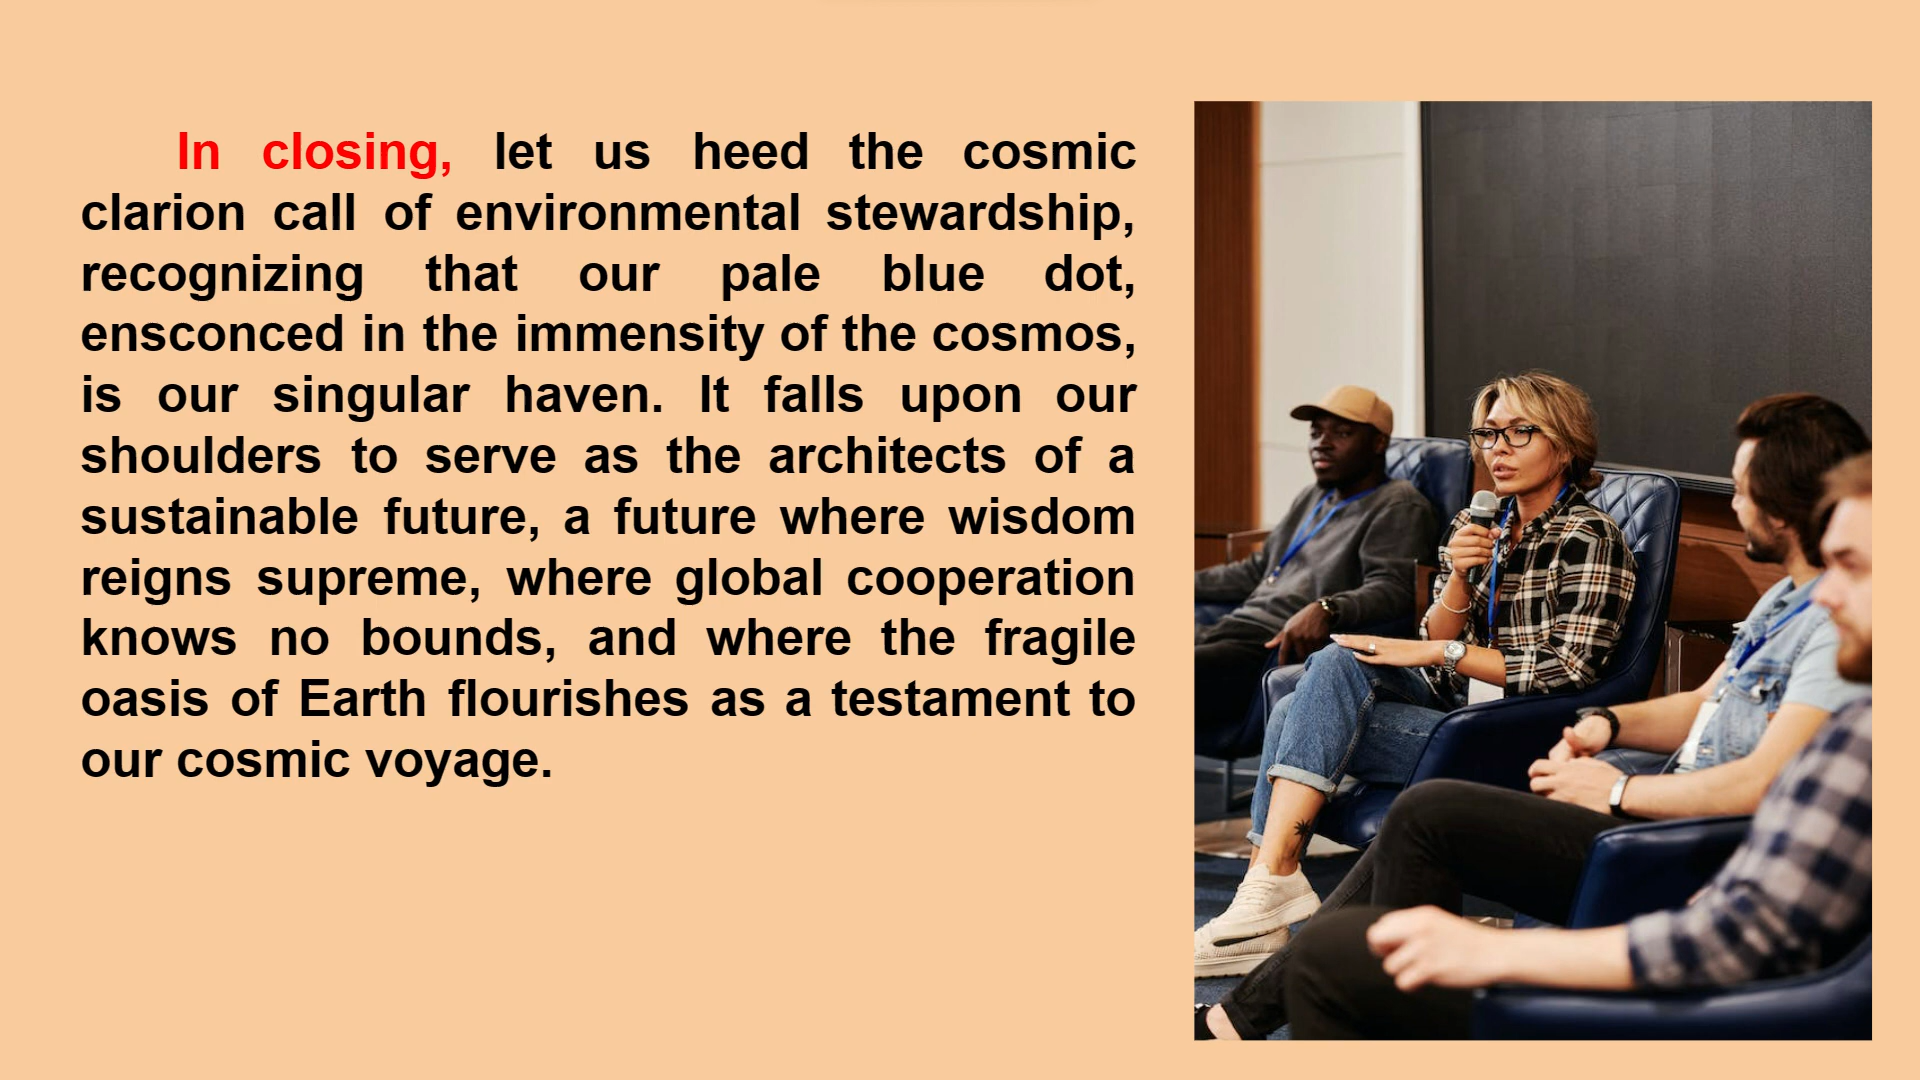 In closing, let us heed the cosmic
clarion call of environmental stewardship,
recognizing that our pale blue dot,
ensconced in the immensity of the cosmos,
is our singular haven. It falls upon our
shoulders to serve as the architects of a
sustainable future, a future where wisdom
reigns supreme, where global cooperation
knows no bounds, and where the fragile
oasis of Earth flourishes as a testament to
our cosmic voyage.